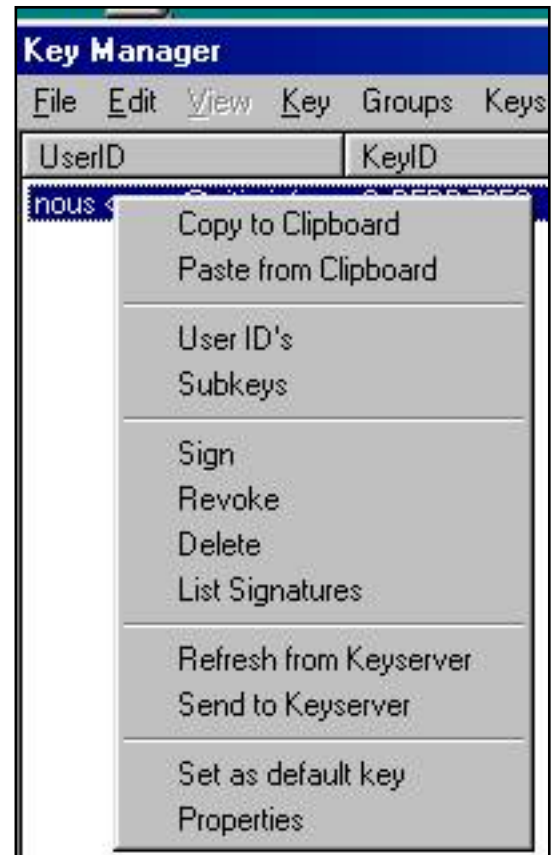 Key Manager
File Edit View Key Groups Keys
UserID KeyID
nous
Copy to Clipboard
Paste from Clipboard
User ID's
Subkeys
Sign
Revoke
Delete
List Signatures
Refresh from Keyserver
Send to Keyserver
Set as default key
Properties